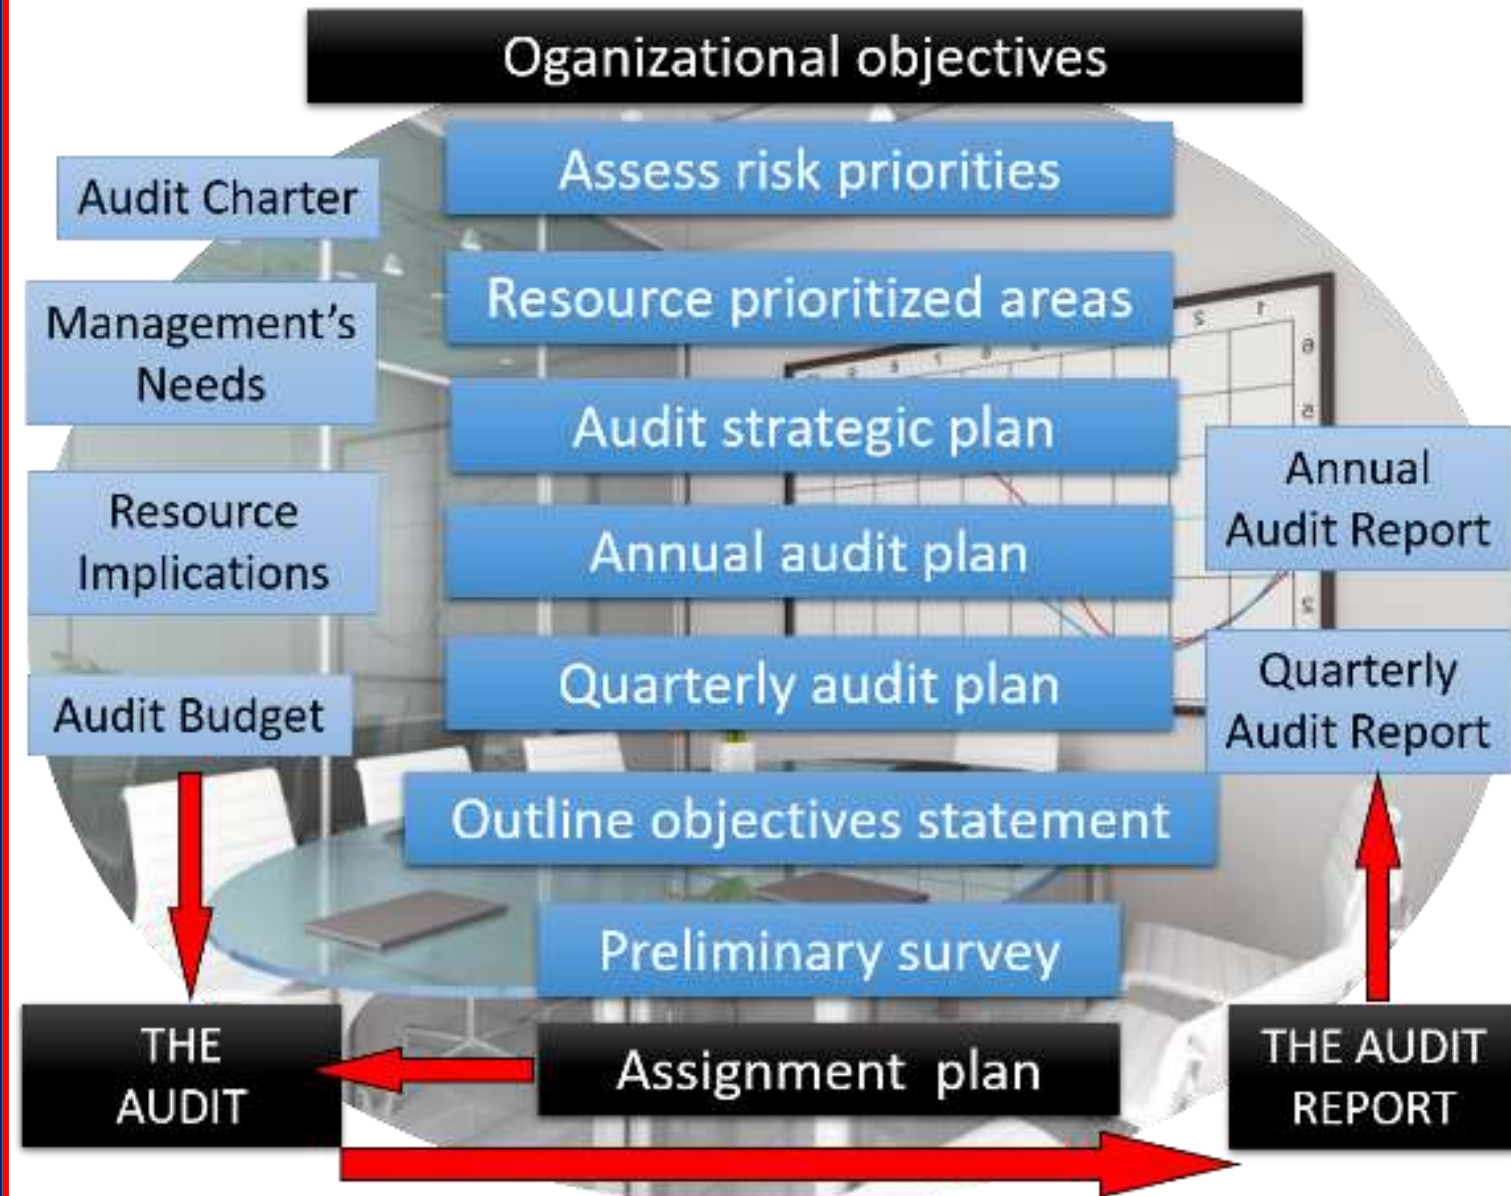 Oganizational objectives
Assess risk priorities
Audit Charter
Resource prioritized areas
Management's
Needs
Audit strategic plan
Annual
Audit Report
Resource
Implications
Annual audit plan
Quarterly audit plan
Quarterly
Audit Report
Audit Budget
Outline objectives statement
Preliminary survey
THE
AUDIT
Assignment plan
THE AUDIT
REPORT